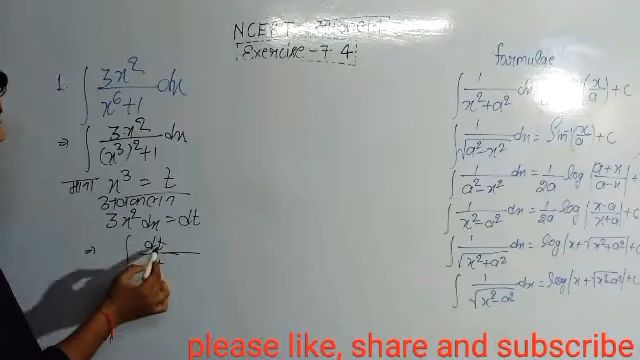 NCERT
Exercise - 7.4
1. ∫ 3x²/(x⁶+1) dx
⇒ ∫ 3x²/((x³)²+1) dx
माना x³ = t
अवकलन
3x² dx = dt
⇒ ∫ dt
formulae
∫ 1/(x²+a²) dx (x/a) + c
∫ 1/√(a²-x²) dx = Sin⁻¹(x/a) + c
∫ 1/(a²-x²) dx = 1/2a log |(a+x)/(a-x)| +
∫ 1/(x²-a²) dx = 1/2a log |(x-a)/(x+a)| + c
∫ 1/√(x²+a²) dx = log|x+√(x²+a²)| + c
∫ 1/√(x²-a²) dx = log|x+√(x²-a²)| + c
please like, share and subscribe